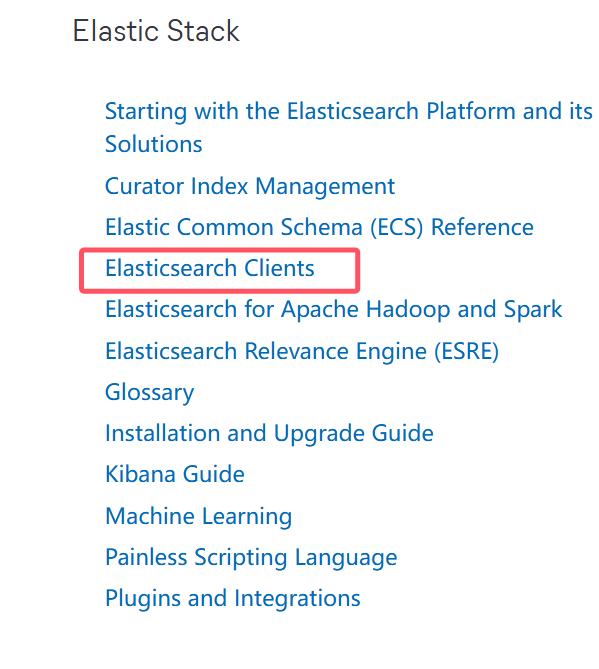 Elastic Stack
Starting with the Elasticsearch Platform and its
Solutions
Curator Index Management
Elastic Common Schema (ECS) Reference
Elasticsearch Clients
Elasticsearch for Apache Hadoop and Spark
Elasticsearch Relevance Engine (ESRE)
Glossary
Installation and Upgrade Guide
Kibana Guide
Machine Learning
Painless Scripting Language
Plugins and Integrations